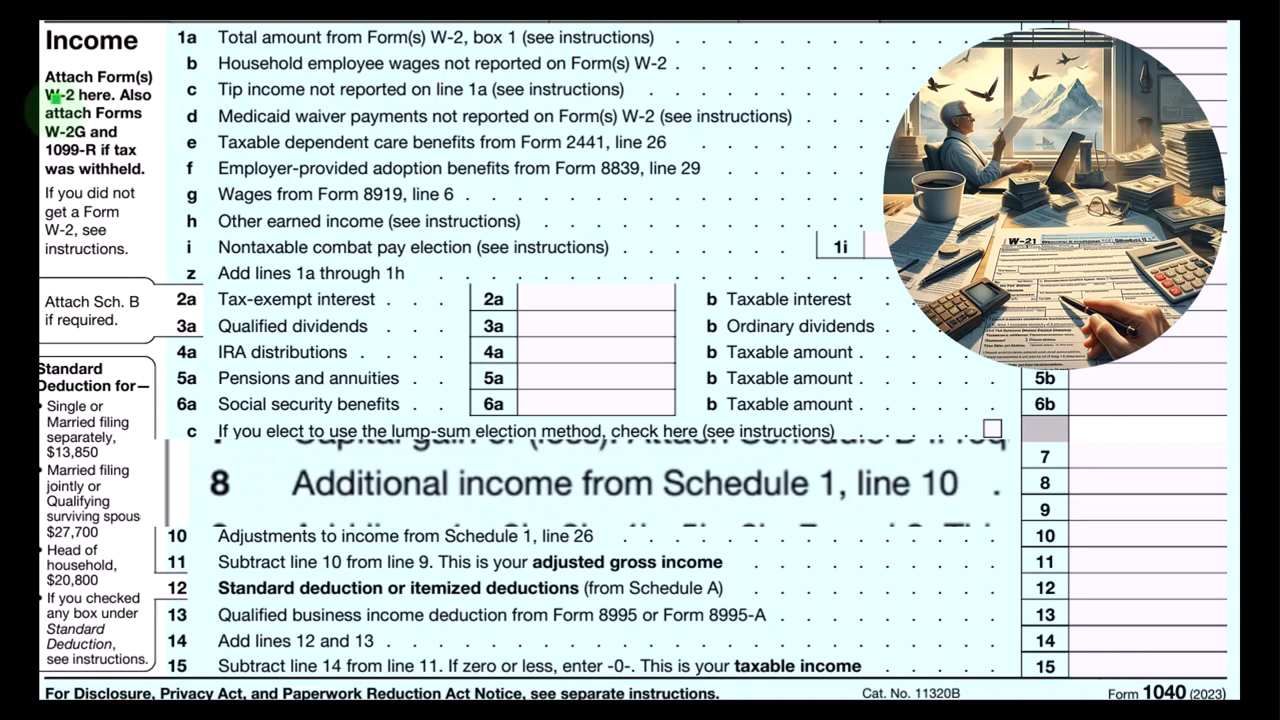 Income
Attach Form(s)
W-2 here. Also
attach Forms
W-2G and
1099-R if tax
was withheld.
If you did not
get a Form
W-2, see
instructions.
Attach Sch. B
if required.
Standard
Deduction for—
• Single or
Married filing
separately,
$13,850
• Married filing
jointly or
Qualifying
surviving spous
$27,700
• Head of
household,
$20,800
• If you checked
any box under
Standard
Deduction,
see instructions.
1a Total amount from Form(s) W-2, box 1 (see instructions)
b Household employee wages not reported on Form(s) W-2
c Tip income not reported on line 1a (see instructions)
d Medicaid waiver payments not reported on Form(s) W-2 (see instructions)
e Taxable dependent care benefits from Form 2441, line 26
f Employer-provided adoption benefits from Form 8839, line 29
g Wages from Form 8919, line 6
h Other earned income (see instructions)
i Nontaxable combat pay election (see instructions) 1i
z Add lines 1a through 1h
2a Tax-exempt interest 2a b Taxable interest
3a Qualified dividends 3a b Ordinary dividends
4a IRA distributions 4a b Taxable amount
5a Pensions and annuities 5a b Taxable amount 5b
6a Social security benefits 6a b Taxable amount 6b
c If you elect to use the lump-sum election method, check here (see instructions)
7
8 Additional income from Schedule 1, line 10 8
9
10 Adjustments to income from Schedule 1, line 26 10
11 Subtract line 10 from line 9. This is your adjusted gross income 11
12 Standard deduction or itemized deductions (from Schedule A) 12
13 Qualified business income deduction from Form 8995 or Form 8995-A 13
14 Add lines 12 and 13 14
15 Subtract line 14 from line 11. If zero or less, enter -0-. This is your taxable income 15
For Disclosure, Privacy Act, and Paperwork Reduction Act Notice, see separate instructions. Cat. No. 11320B Form 1040 (2023)
W-21